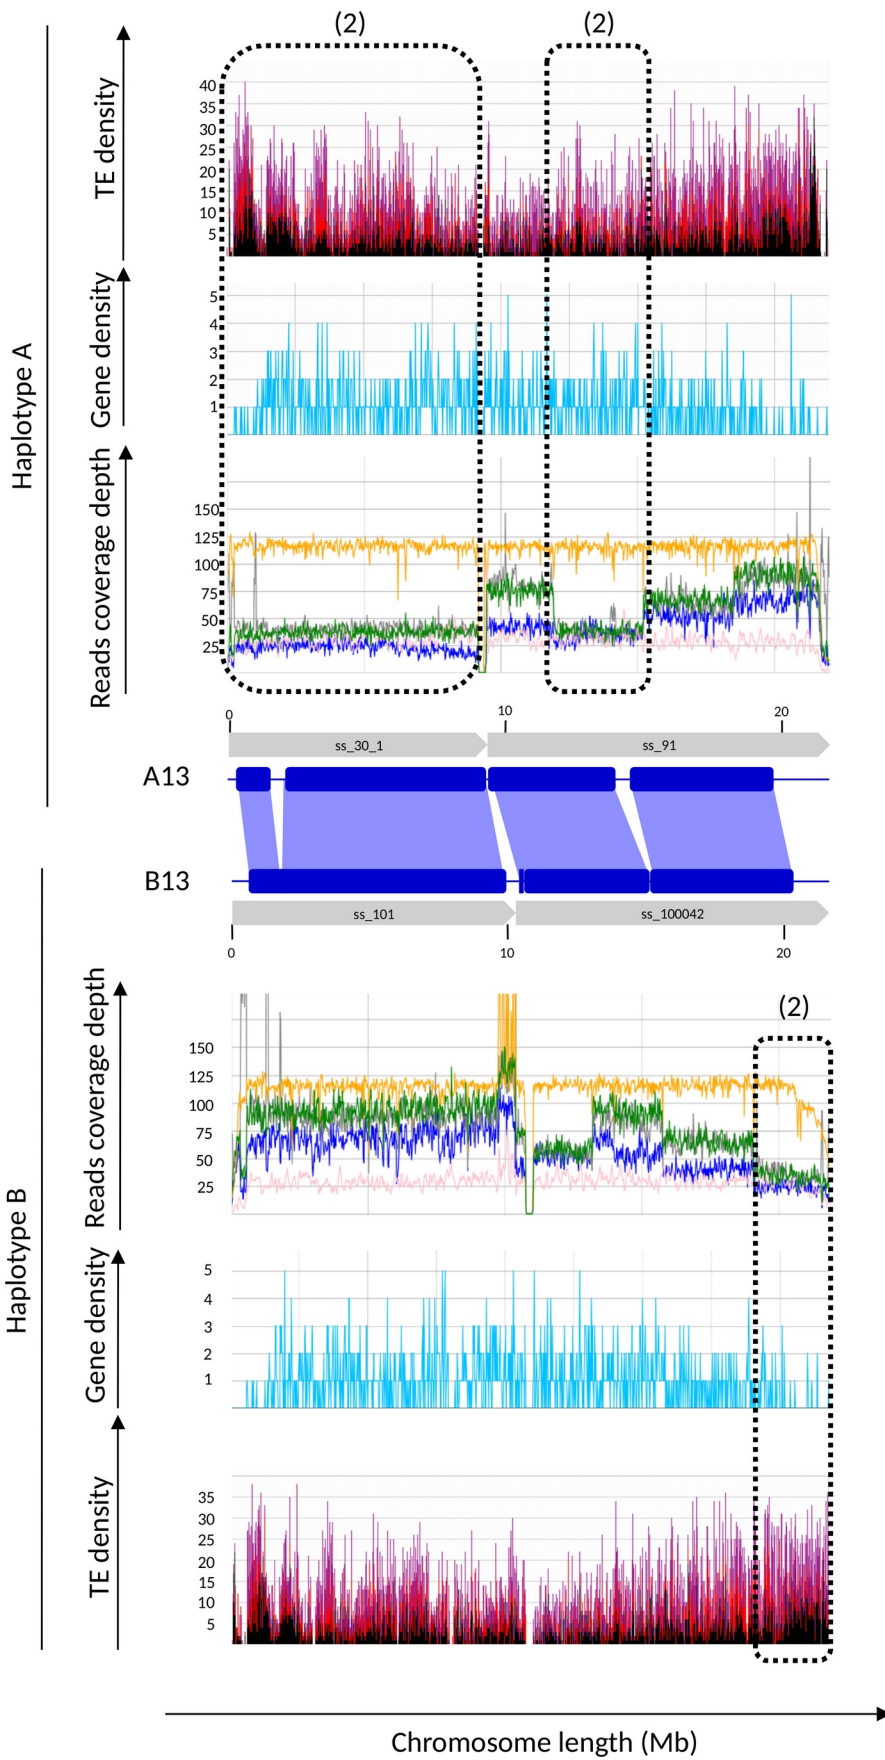 (2) (2)
Haplotype A
TE density
40
35
30
25
20
15
10
5
Gene density
5
4
3
2
1
Reads coverage depth
150
125
100
75
50
25
0 10 20
ss_30_1 ss_91
A13
B13
ss_101 ss_100042
0 10 20
Haplotype B
Reads coverage depth
(2)
150
125
100
75
50
25
Gene density
5
4
3
2
1
TE density
35
30
25
20
15
10
5
Chromosome length (Mb)